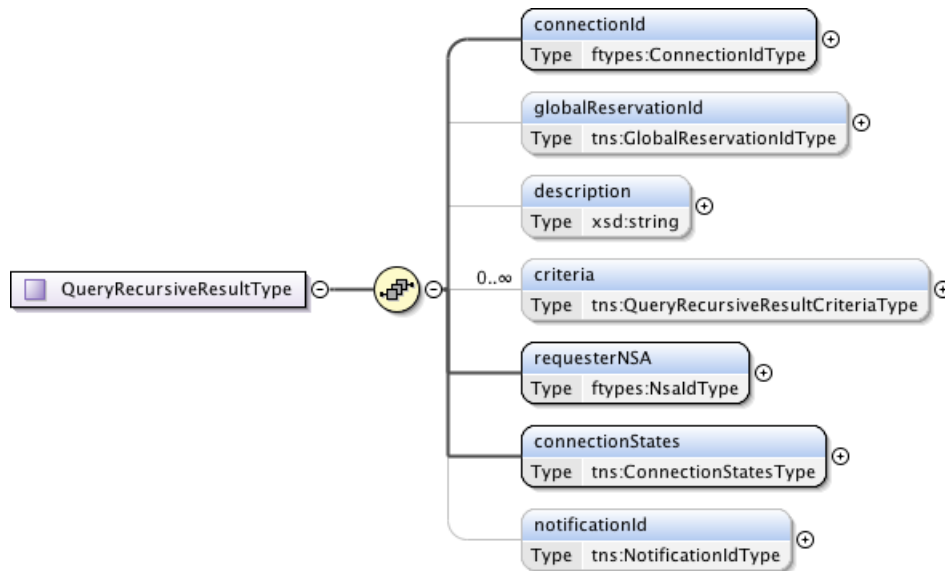 connectionId
Type ftypes:ConnectionIdType
globalReservationId
Type tns:GlobalReservationIdType
description
Type xsd:string
0..∞
criteria
Type tns:QueryRecursiveResultCriteriaType
QueryRecursiveResultType
requesterNSA
Type ftypes:NsaIdType
connectionStates
Type tns:ConnectionStatesType
notificationId
Type tns:NotificationIdType